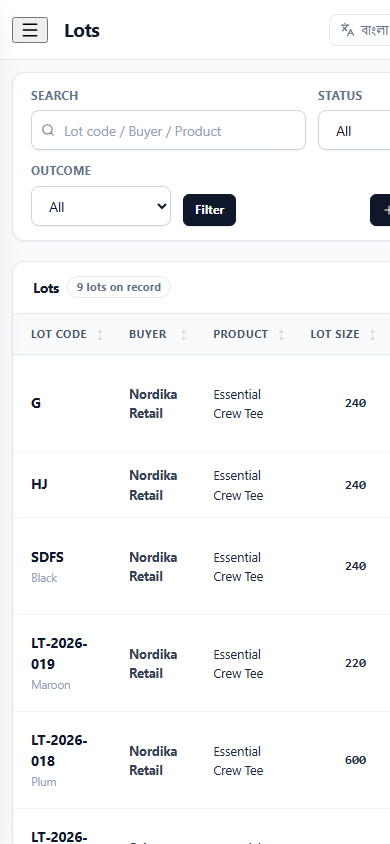 Lots
বাংলা
SEARCH
STATUS
Lot code / Buyer / Product
All
OUTCOME
All
Filter
Lots
9 lots on record
LOT CODE
BUYER
PRODUCT
LOT SIZE
G
Nordika
Retail
Essential
Crew Tee
240
HJ
Nordika
Retail
Essential
Crew Tee
240
SDFS
Black
Nordika
Retail
Essential
Crew Tee
240
LT-2026-
019
Maroon
Nordika
Retail
Essential
Crew Tee
220
LT-2026-
018
Plum
Nordika
Retail
Essential
Crew Tee
600
LT-2026-